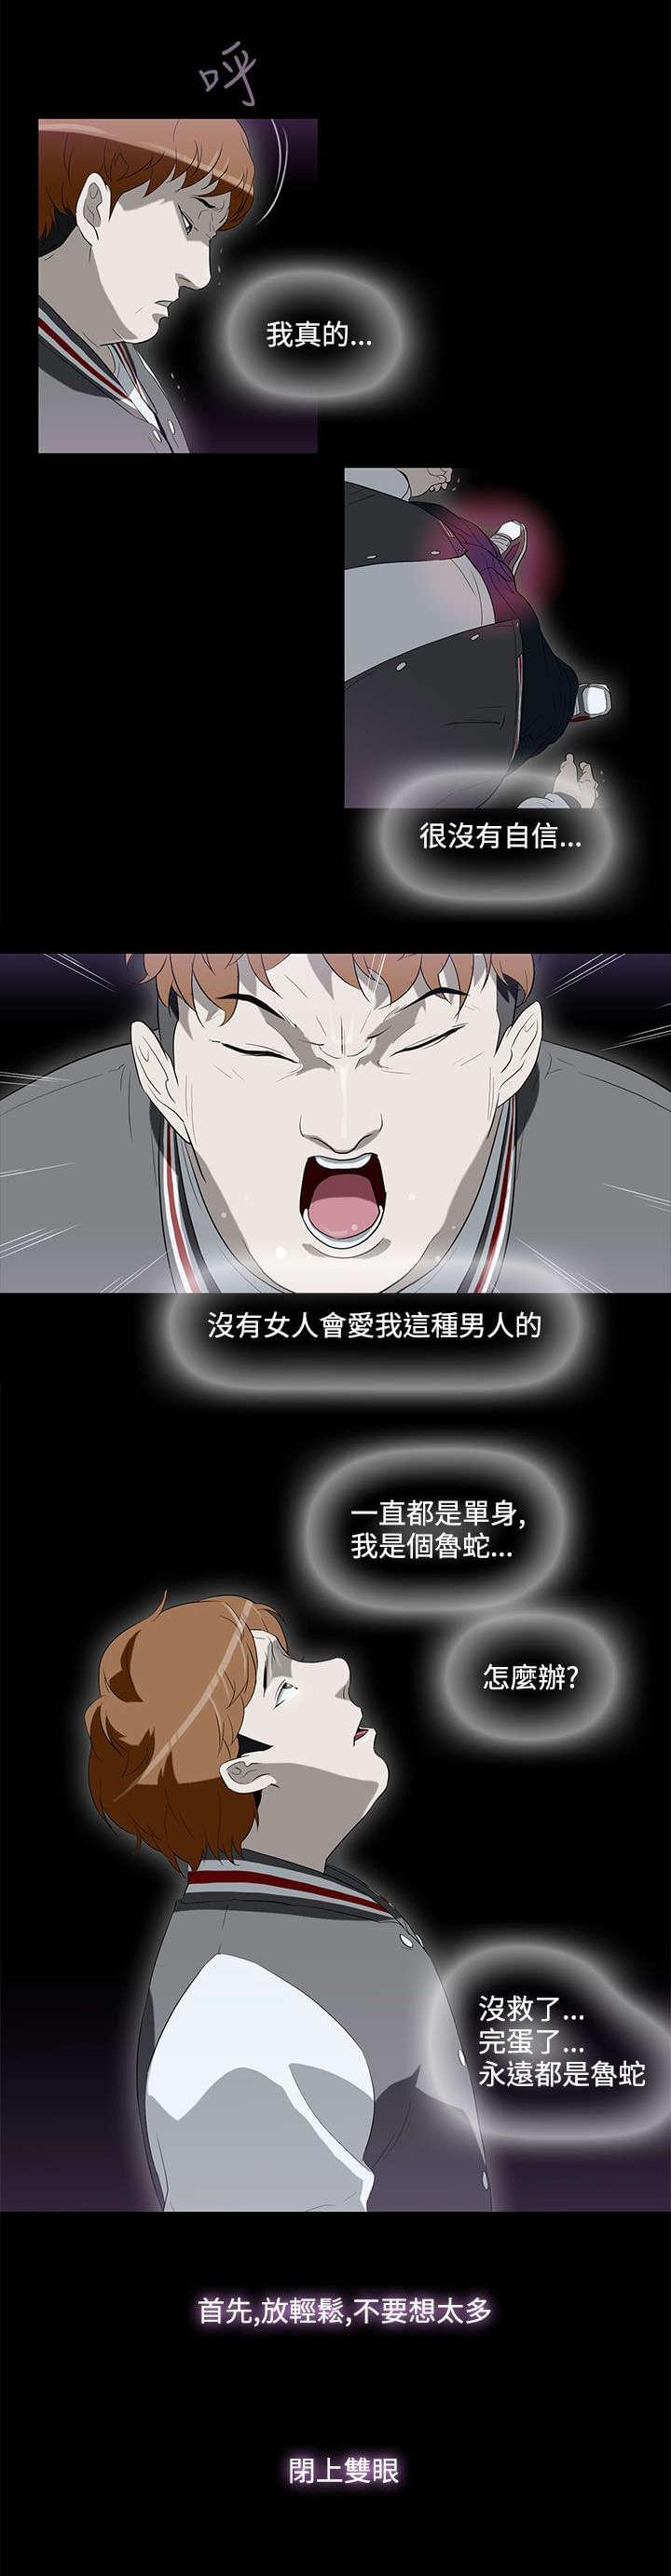 呼
我真的...
很沒有自信...
沒有女人會愛我這種男人的
一直都是單身,
我是個魯蛇...
怎麼辦?
沒救了...
完蛋了...
永遠都是魯蛇
首先,放輕鬆,不要想太多
閉上雙眼